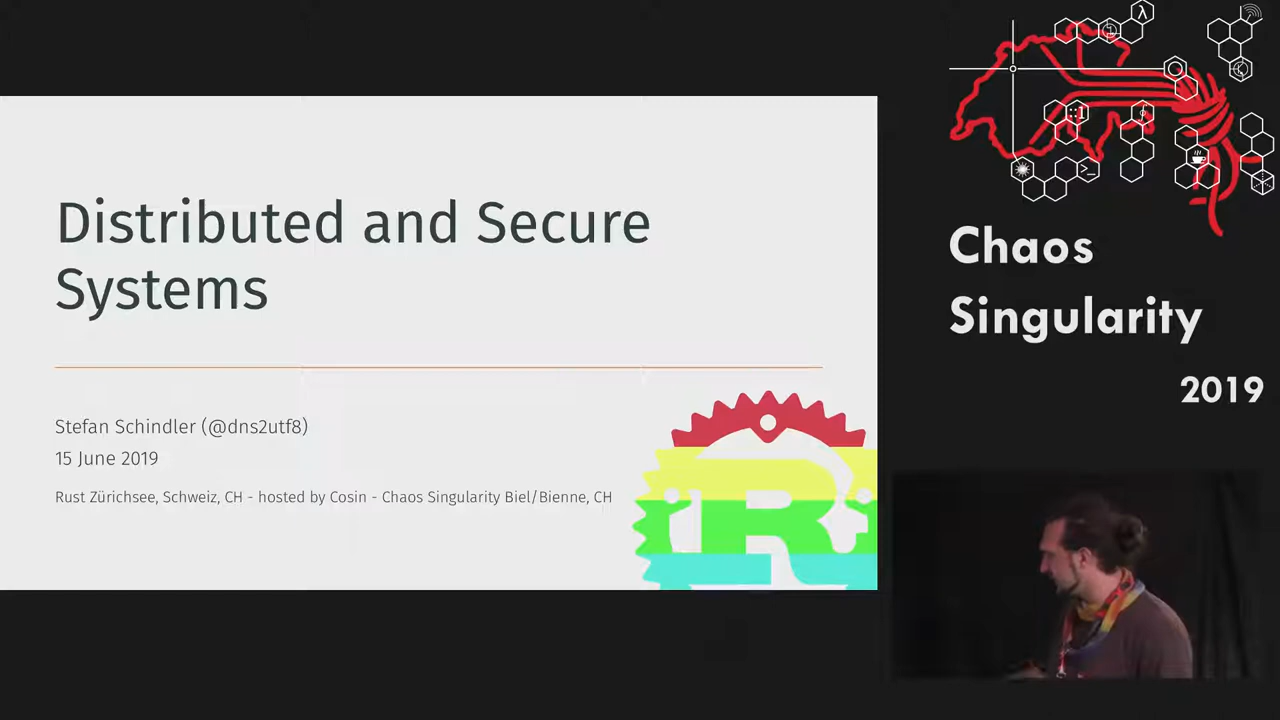 Distributed and Secure
Systems
Stefan Schindler (@dns2utf8)
15 June 2019
Rust Zürichsee, Schweiz, CH - hosted by Cosin - Chaos Singularity Biel/Bienne, CH
R
Chaos
Singularity
2019
λ
::1
>_